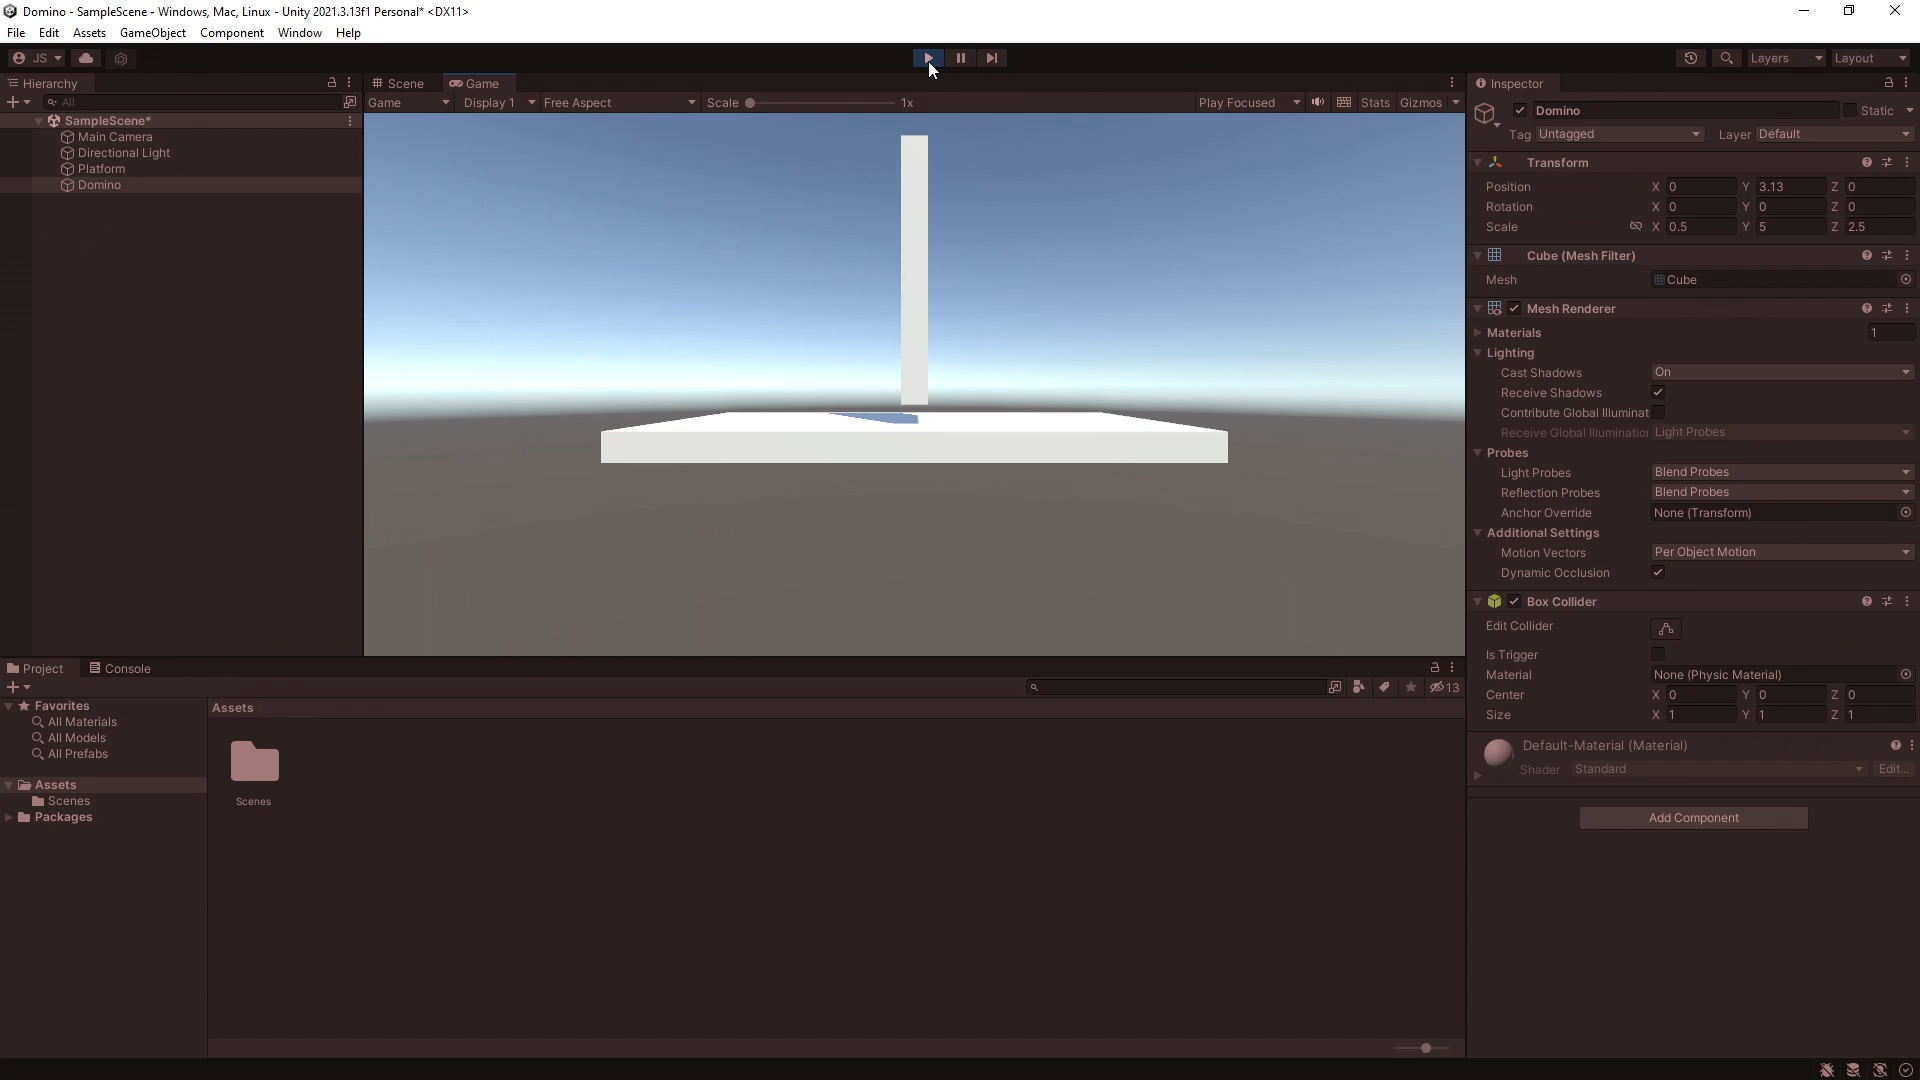 Domino - SampleScene - Windows, Mac, Linux - Unity 2021.3.13f1 Personal* <DX11>
File Edit Assets GameObject Component Window Help
JS Layers Layout
Hierarchy Scene Game Inspector
All Game Display 1 Free Aspect Scale 1x Play Focused Stats Gizmos
Domino Static
SampleScene*
Tag Untagged Layer Default
Main Camera
Directional Light
Platform
Domino
Transform
Position X 0 Y 3.13 Z 0
Rotation X 0 Y 0 Z 0
Scale X 0.5 Y 5 Z 2.5
Cube (Mesh Filter)
Mesh Cube
Mesh Renderer
Materials 1
Lighting
Cast Shadows On
Receive Shadows
Contribute Global Illuminat
Receive Global Illumination Light Probes
Probes
Light Probes Blend Probes
Reflection Probes Blend Probes
Anchor Override None (Transform)
Additional Settings
Motion Vectors Per Object Motion
Dynamic Occlusion
Box Collider
Edit Collider
Is Trigger
Material None (Physic Material)
Center X 0 Y 0 Z 0
Size X 1 Y 1 Z 1
Default-Material (Material)
Shader Standard Edit...
Add Component
Project Console
13
Favorites
All Materials
All Models
All Prefabs
Assets
Scenes
Packages
Assets
Scenes